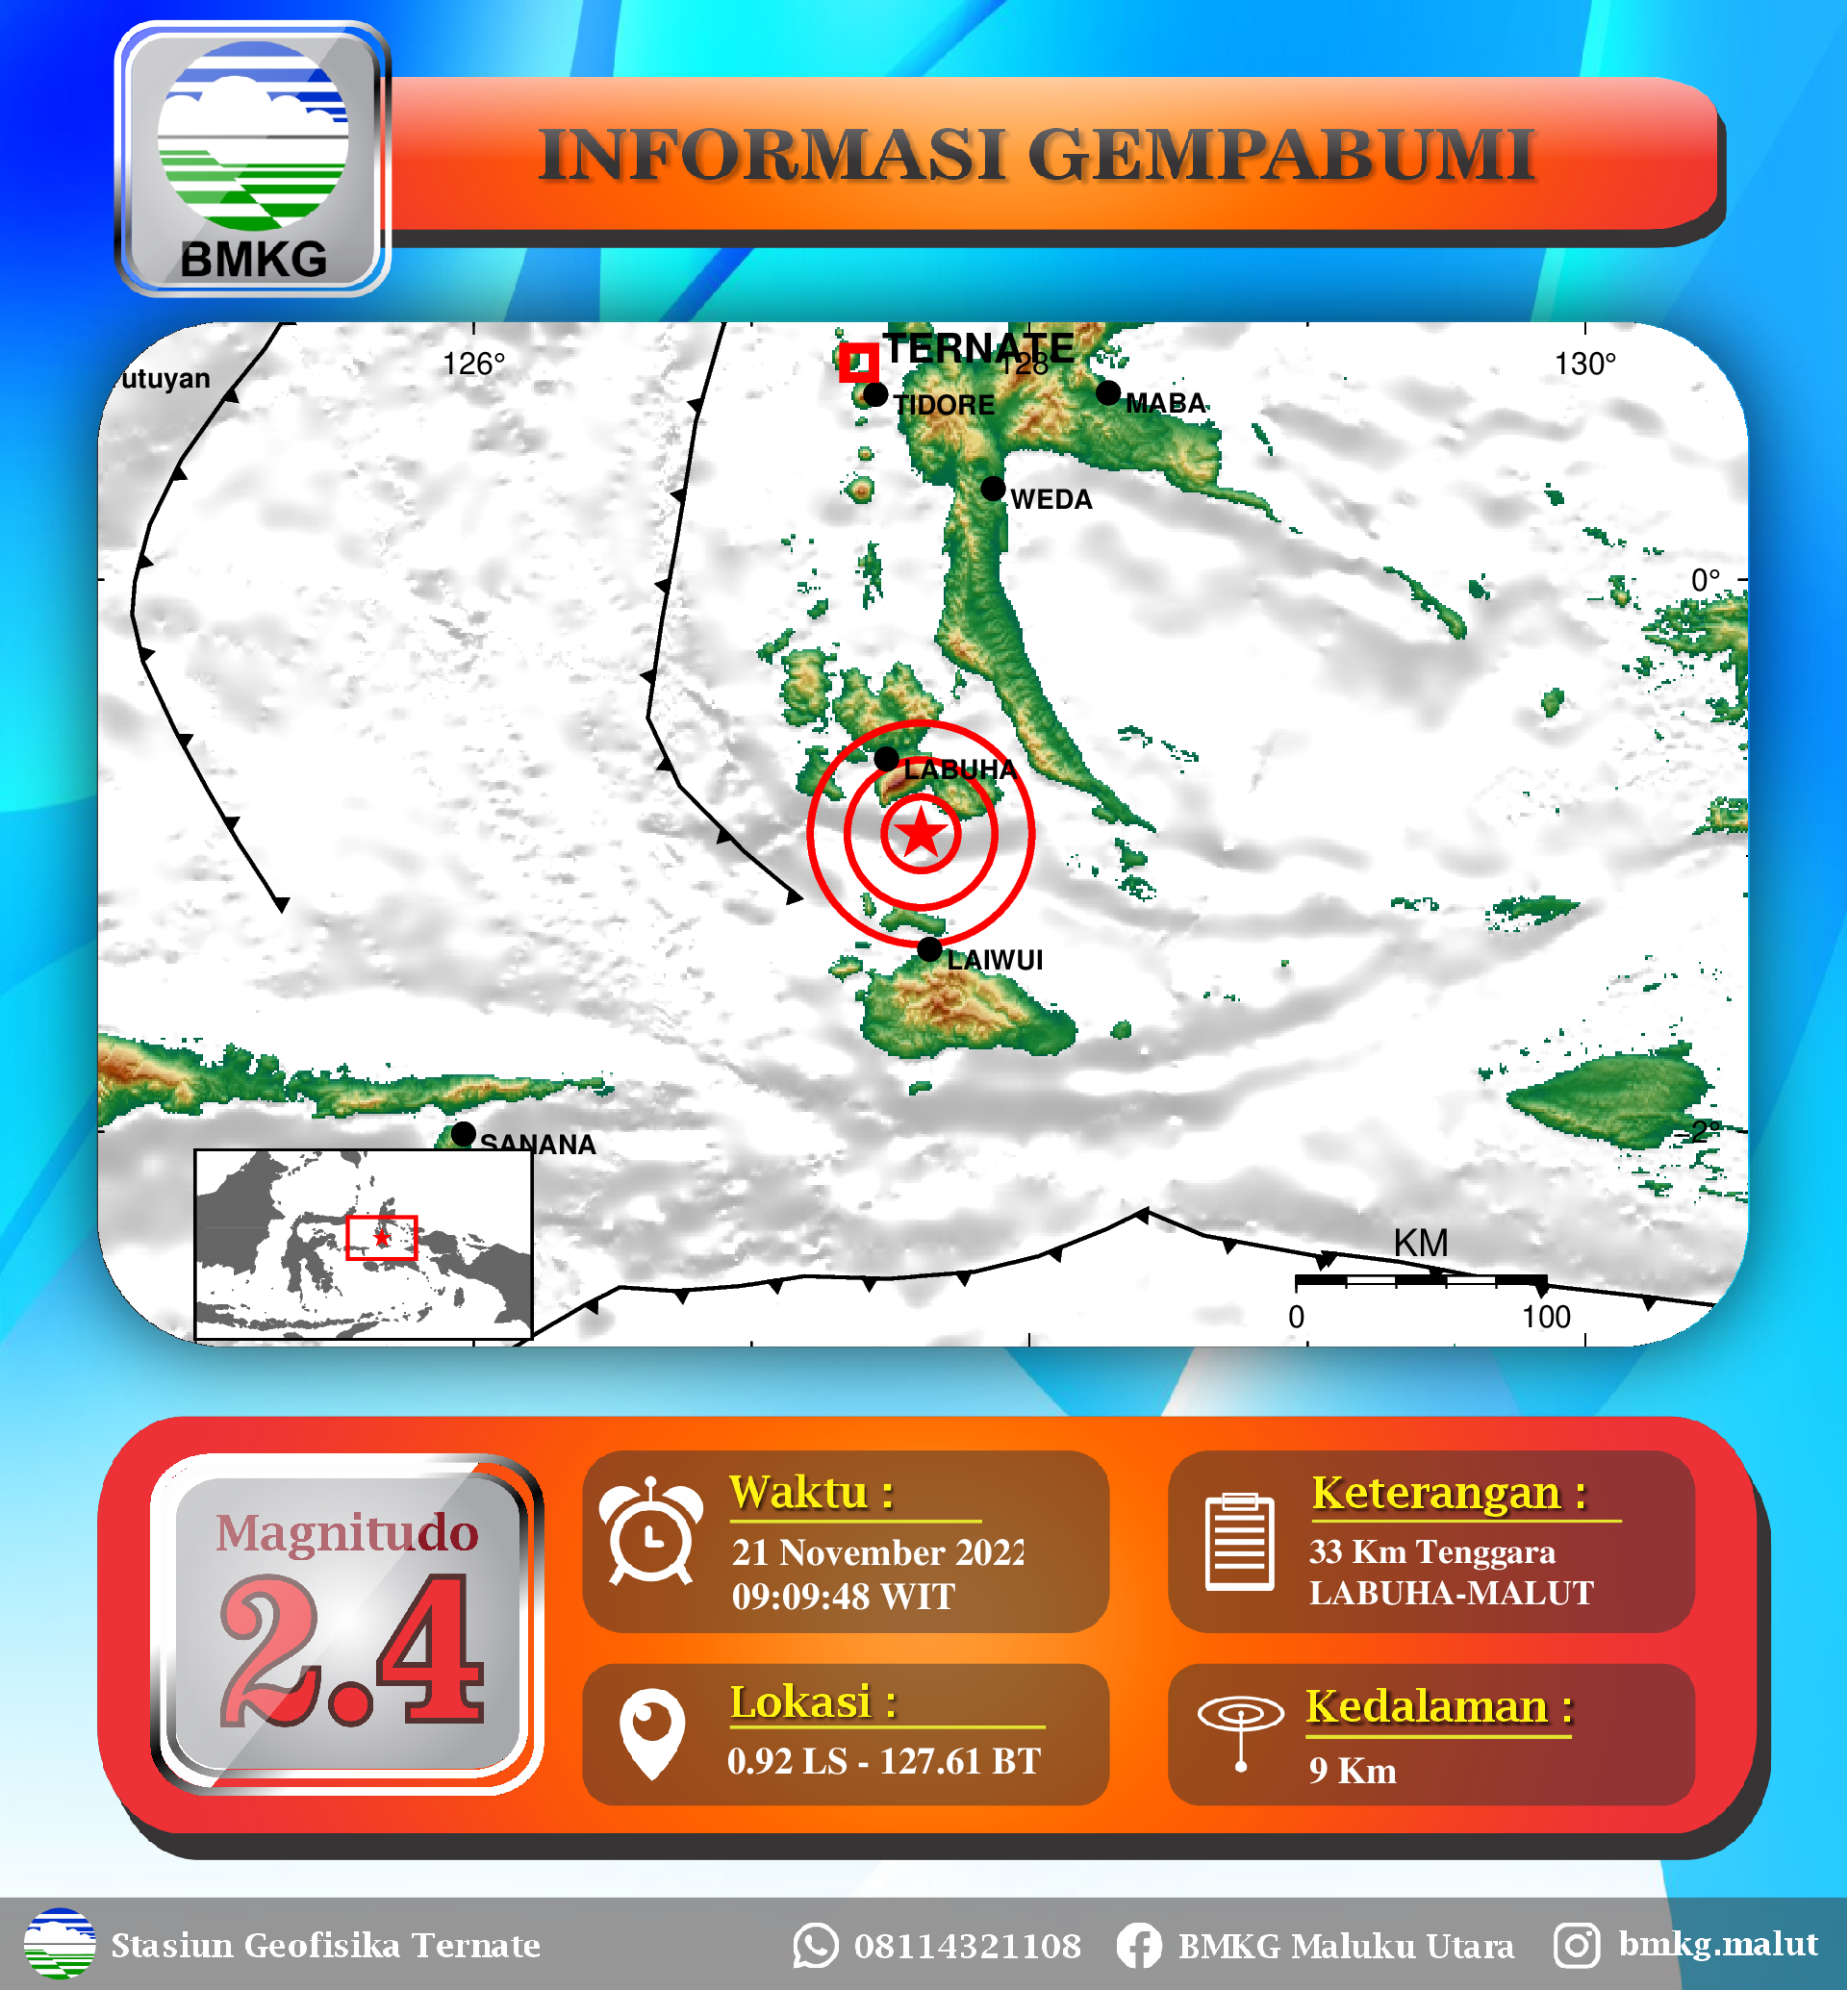 BMKG
INFORMASI GEMPABUMI
126°
TERNATE
128
130°
utuyan
TIDORE
MABA
WEDA
0°
LABUHA
LAIWUI
SANANA
-2°
KM
0 100
Magnitudo
2.4
Waktu :
21 November 2022
09:09:48 WIT
Keterangan :
33 Km Tenggara
LABUHA-MALUT
Lokasi :
0.92 LS - 127.61 BT
Kedalaman :
9 Km
Stasiun Geofisika Ternate
08114321108
BMKG Maluku Utara
bmkg.malut